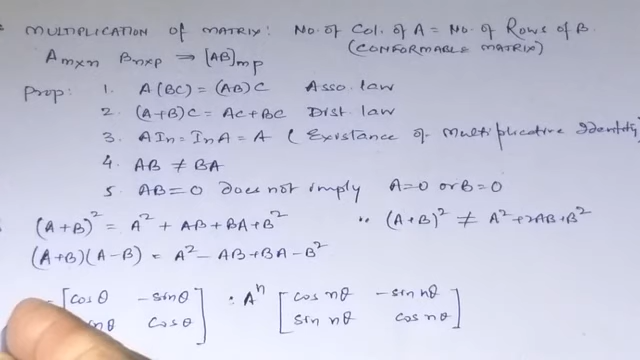 MULTIPLICATION OF MATRIX: No. of Col. of A = No. of Rows of B.
(CONFORMABLE MATRIX)
A m×n B n×p ⇒ [AB] mp
Prop: 1. A(BC) = (AB)C Asso. law
2. (A+B)C = AC+BC Dist. law
3. AIn = InA = A (Existance of Multiplicative Identity
4. AB ≠ BA
5. AB = 0 does not imply A=0 or B=0
(A+B)² = A² + AB + BA + B² ∵ (A+B)² ≠ A²+2AB+B²
(A+B)(A-B) = A² - AB + BA - B²
= [cos θ -sin θ] : Aⁿ [cos nθ -sin nθ]
nθ cos θ sin nθ cos nθ